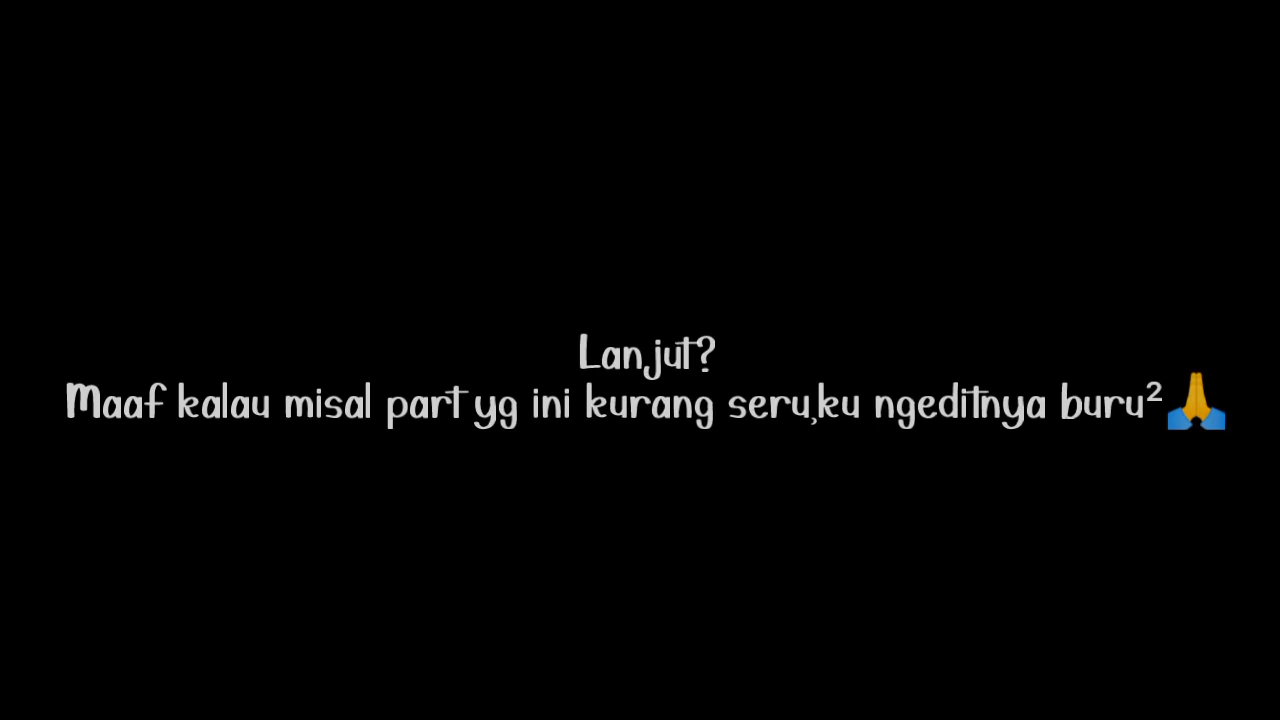 Lanjut?
Maaf kalau misal part yg ini kurang seru,ku ngeditnya buru²🙏